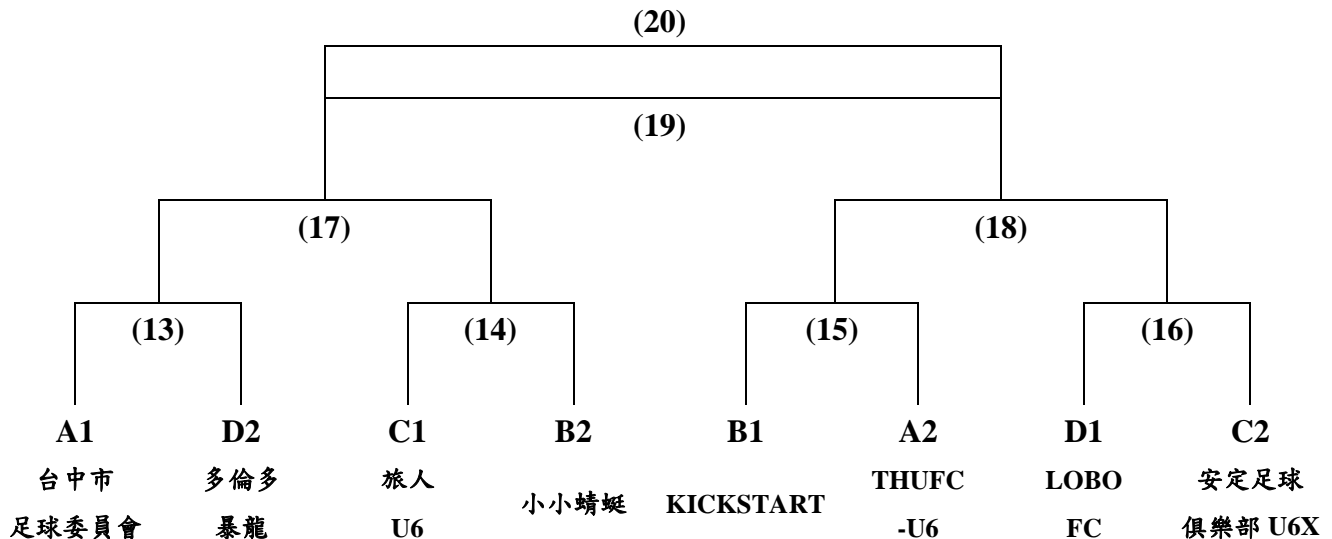 (20)
(19)
(17) (18)
(13) (14) (15) (16)
A1 D2 C1 B2 B1 A2 D1 C2
台中市 多倫多 旅人 小小蜻蜓 KICKSTART THUFC LOBO 安定足球
足球委員會 暴龍 U6 -U6 FC 俱樂部 U6X